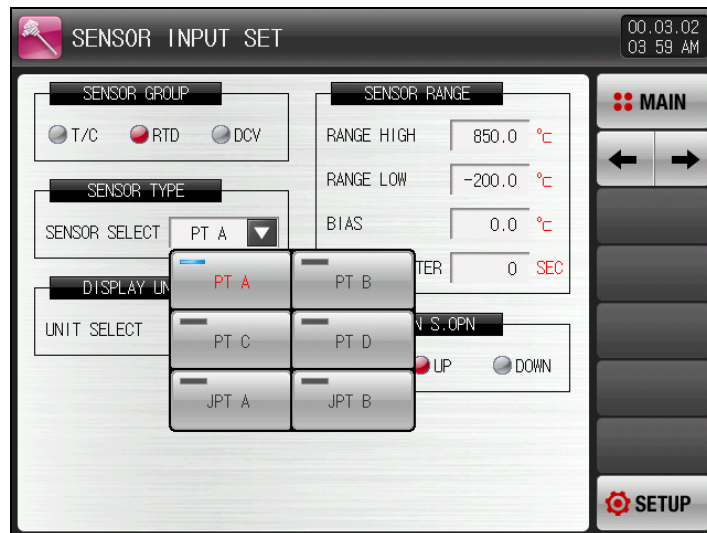 SENSOR INPUT SET
00.03.02
03 59 AM
SENSOR GROUP
T/C RTD DCV
SENSOR TYPE
SENSOR SELECT PT A
DISPLAY UN
UNIT SELECT
PT A PT B
PT C PT D
JPT A JPT B
SENSOR RANGE
RANGE HIGH 850.0 ℃
RANGE LOW -200.0 ℃
BIAS 0.0 ℃
TER 0 SEC
N S.OPN
UP DOWN
MAIN
SETUP